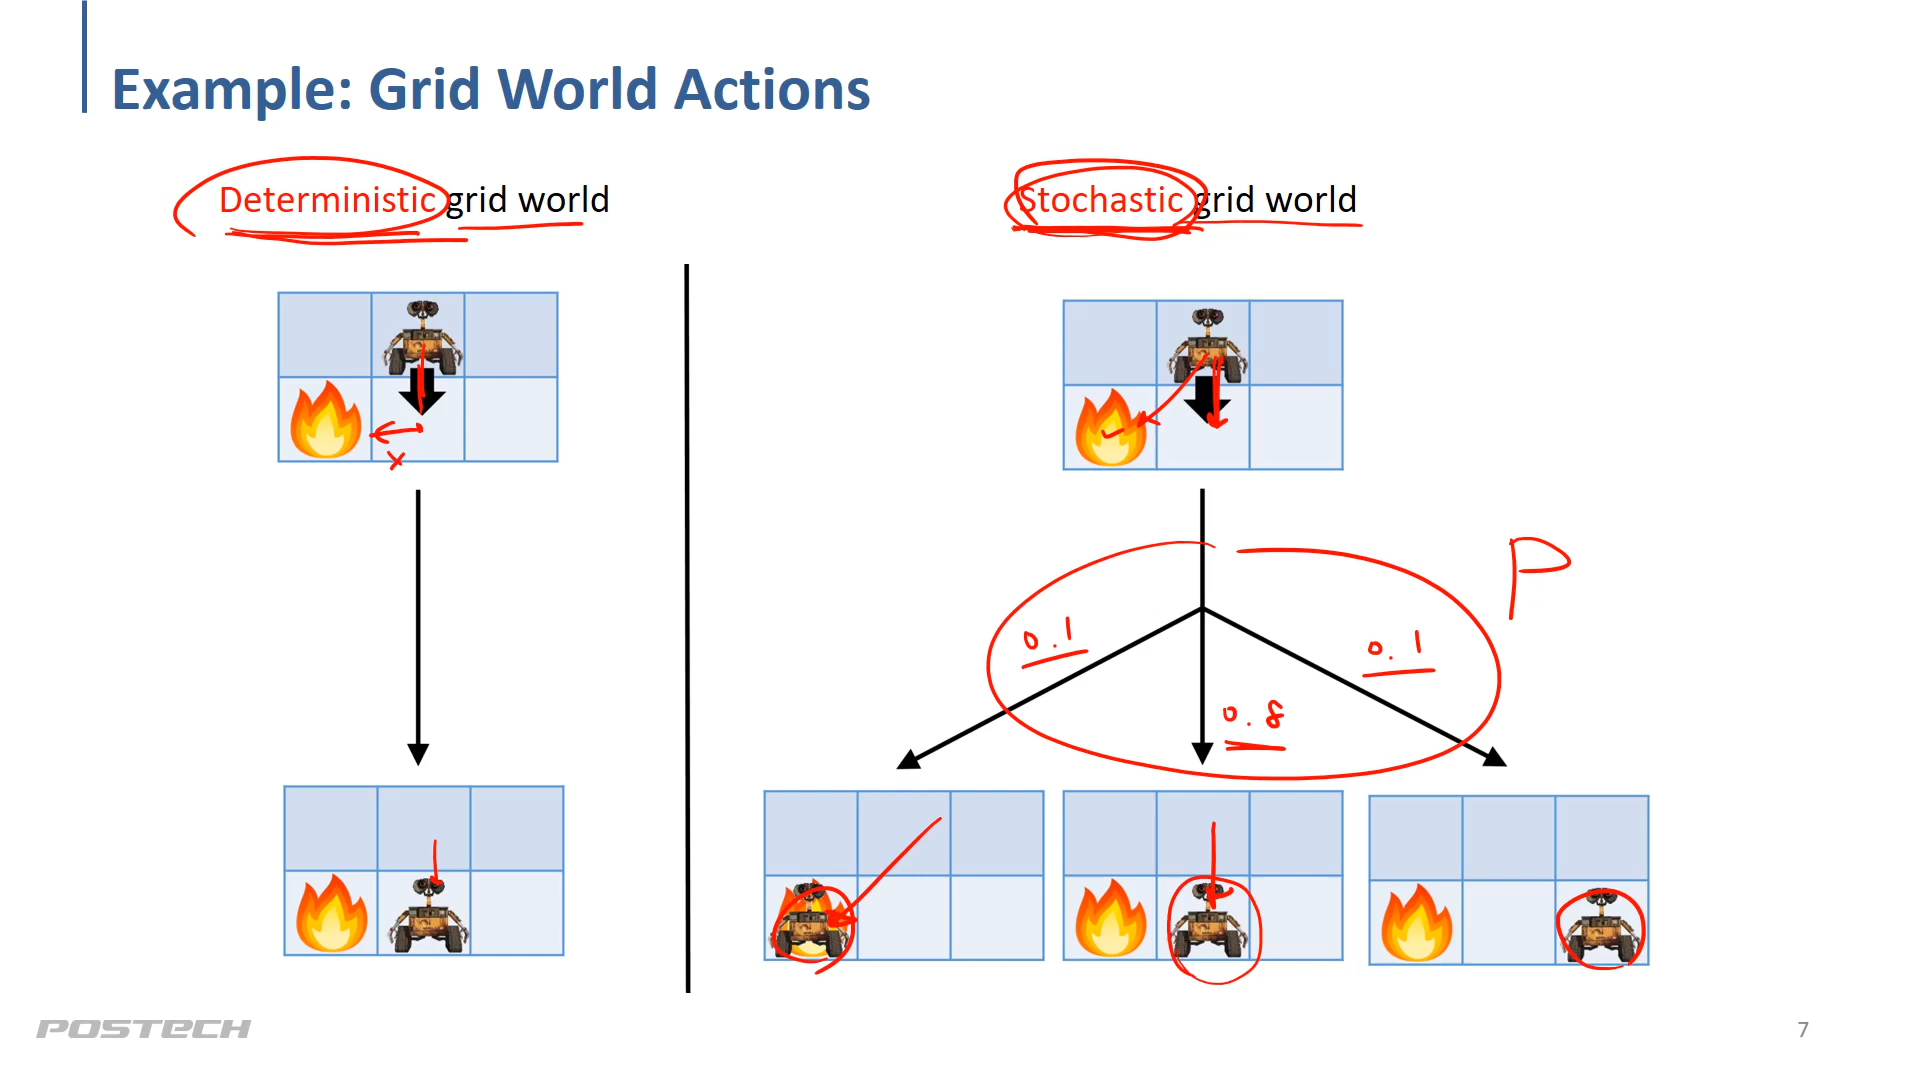 Example: Grid World Actions
Deterministic grid world
Stochastic grid world
P
0.1
0.1
0.8
POSTECH
7